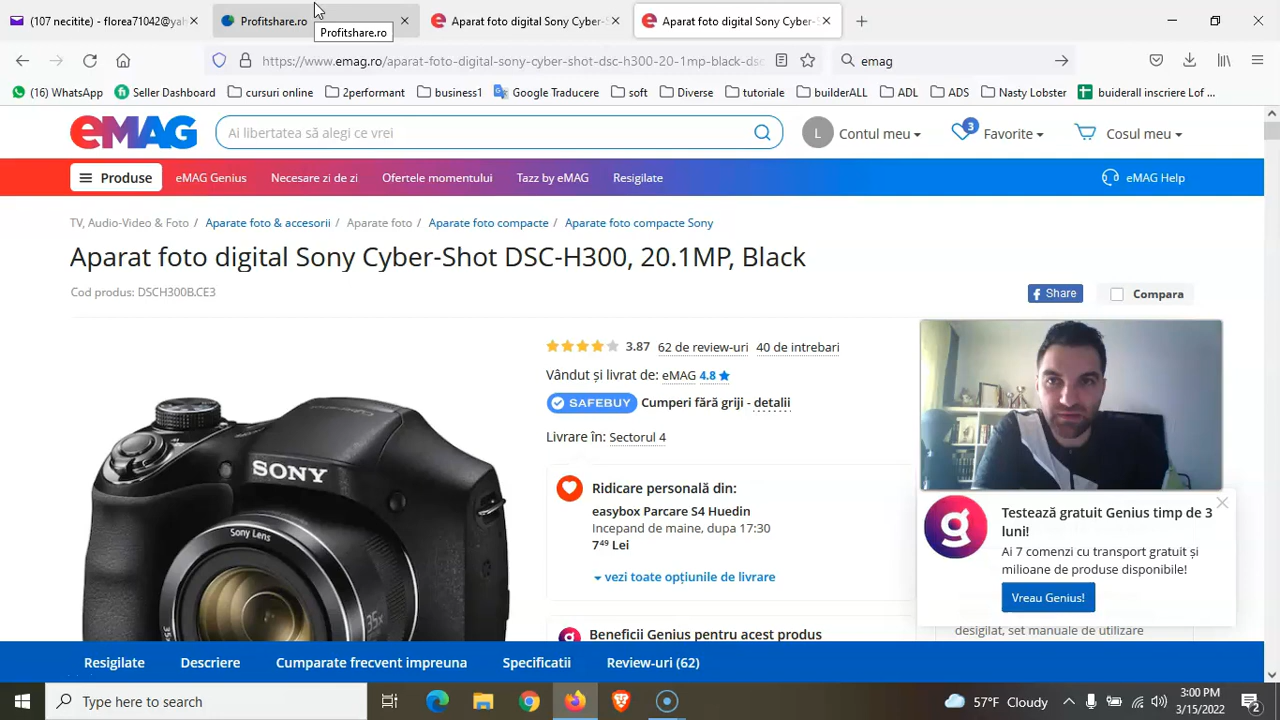 (107 necitite) - florea71042@yah
Profitshare.ro
Aparat foto digital Sony Cyber-S
Aparat foto digital Sony Cyber-S
Profitshare.ro
https://www.emag.ro/aparat-foto-digital-sony-cyber-shot-dsc-h300-20-1mp-black-dsc
emag
(16) WhatsApp
Seller Dashboard
cursuri online
2performant
business1
Google Traducere
soft
Diverse
tutoriale
builderALL
ADL
ADS
Nasty Lobster
buiderall inscriere Lof ...
eMAG
Ai libertatea să alegi ce vrei
L
Contul meu
3
Favorite
Cosul meu
Produse
eMAG Genius
Necesare zi de zi
Ofertele momentului
Tazz by eMAG
Resigilate
eMAG Help
TV, Audio-Video & Foto / Aparate foto & accesorii / Aparate foto / Aparate foto compacte / Aparate foto compacte Sony
Aparat foto digital Sony Cyber-Shot DSC-H300, 20.1MP, Black
Cod produs: DSCH300B.CE3
Share
Compara
3.87 62 de review-uri 40 de intrebari
Vândut și livrat de: eMAG 4.8
SAFEBUY Cumperi fără griji - detalii
Livrare în: Sectorul 4
Ridicare personală din:
easybox Parcare S4 Huedin
Incepand de maine, dupa 17:30
7⁴⁹ Lei
vezi toate opțiunile de livrare
Beneficii Genius pentru acest produs
SONY
Sony Lens
35x
Testează gratuit Genius timp de 3
luni!
Ai 7 comenzi cu transport gratuit și
milioane de produse disponibile!
Vreau Genius!
desigilat, set manuale de utilizare
Resigilate
Descriere
Cumparate frecvent impreuna
Specificatii
Review-uri (62)
Type here to search
57°F Cloudy
3:00 PM
3/15/2022
2